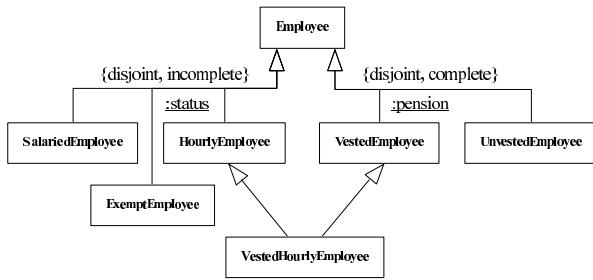 Employee
{disjoint, incomplete}
{disjoint, complete}
:status
:pension
SalariedEmployee
HourlyEmployee
VestedEmployee
UnvestedEmployee
ExemptEmployee
VestedHourlyEmployee